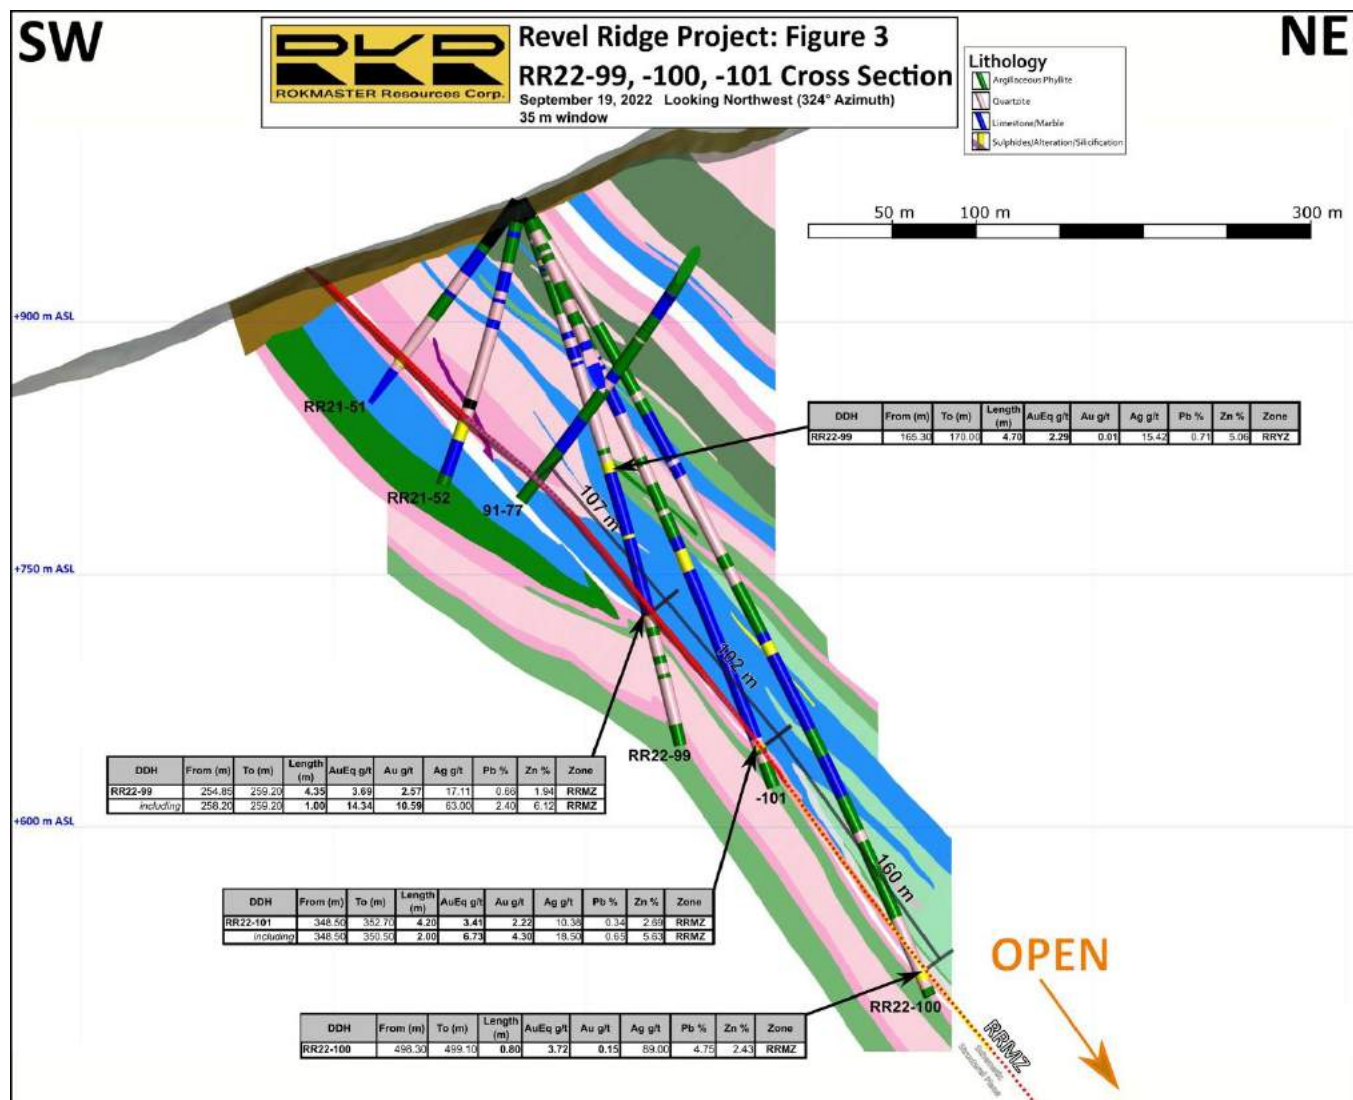 SW
NE
RKR
ROKMASTER Resources Corp.
Revel Ridge Project: Figure 3
RR22-99, -100, -101 Cross Section
September 19, 2022 Looking Northwest (324° Azimuth)
35 m window
Lithology
Argillaceous Phyllite
Quartzite
Limestone/Marble
Sulphides/Alteration/Silicification
50 m 100 m 300 m
+900 m ASL
RR21-51
RR21-52
91-77
DDH From (m) To (m) Length (m) AuEq g/t Au g/t Ag g/t Pb % Zn % Zone
RR22-99 165.30 170.00 4.70 2.29 0.01 15.42 0.71 5.06 RRYZ
107 m
+750 m ASL
102 m
RR22-99
-101
DDH From (m) To (m) Length (m) AuEq g/t Au g/t Ag g/t Pb % Zn % Zone
RR22-99 254.85 259.20 4.35 3.69 2.57 17.11 0.66 1.94 RRMZ
including 258.20 259.20 1.00 14.34 10.59 63.00 2.40 6.12 RRMZ
+600 m ASL
160 m
DDH From (m) To (m) Length (m) AuEq g/t Au g/t Ag g/t Pb % Zn % Zone
RR22-101 348.50 352.70 4.20 3.41 2.22 10.38 0.34 2.69 RRMZ
including 348.50 350.50 2.00 6.73 4.30 18.50 0.65 5.63 RRMZ
OPEN
RR22-100
DDH From (m) To (m) Length (m) AuEq g/t Au g/t Ag g/t Pb % Zn % Zone
RR22-100 498.30 499.10 0.80 3.72 0.15 89.00 4.75 2.43 RRMZ
RRMZ
Schematic
Structural Plane